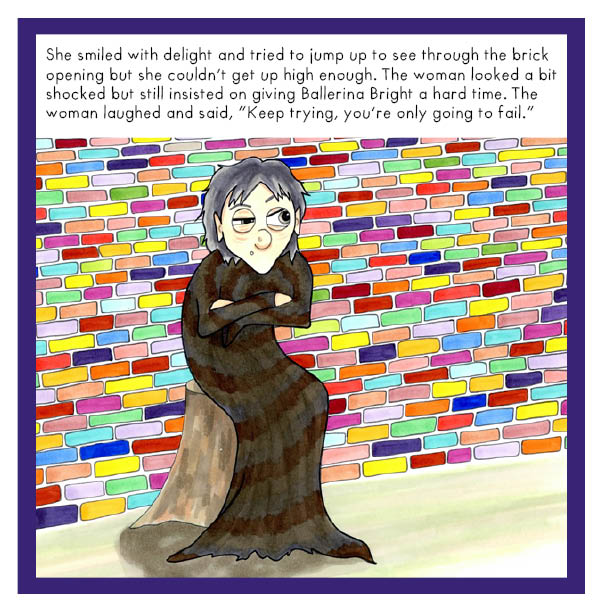 She smiled with delight and tried to jump up to see through the brick
opening but she couldn't get up high enough. The woman looked a bit
shocked but still insisted on giving Ballerina Bright a hard time. The
woman laughed and said, "Keep trying, you're only going to fail."